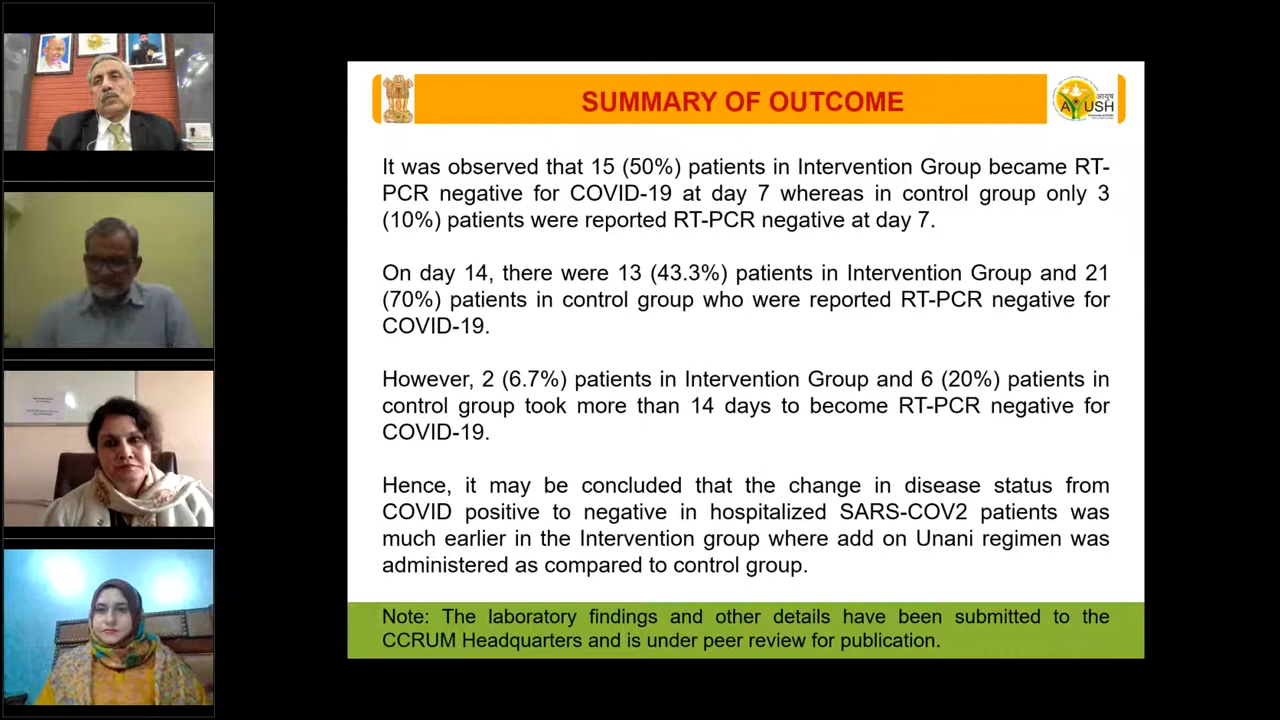 SUMMARY OF OUTCOME
आयुष
AYUSH
It was observed that 15 (50%) patients in Intervention Group became RT-
PCR negative for COVID-19 at day 7 whereas in control group only 3
(10%) patients were reported RT-PCR negative at day 7.
On day 14, there were 13 (43.3%) patients in Intervention Group and 21
(70%) patients in control group who were reported RT-PCR negative for
COVID-19.
However, 2 (6.7%) patients in Intervention Group and 6 (20%) patients in
control group took more than 14 days to become RT-PCR negative for
COVID-19.
Hence, it may be concluded that the change in disease status from
COVID positive to negative in hospitalized SARS-COV2 patients was
much earlier in the Intervention group where add on Unani regimen was
administered as compared to control group.
Note: The laboratory findings and other details have been submitted to the
CCRUM Headquarters and is under peer review for publication.